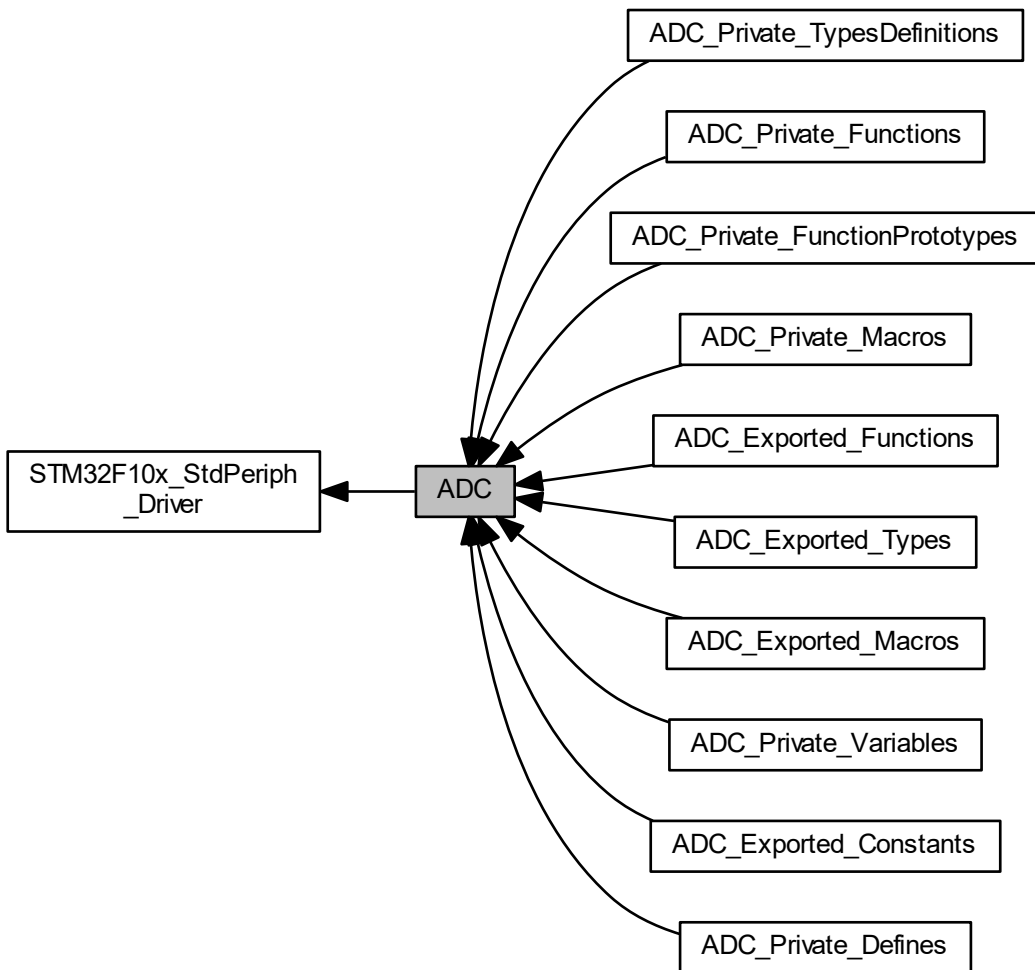 ADC_Private_TypesDefinitions
ADC_Private_Functions
ADC_Private_FunctionPrototypes
ADC_Private_Macros
ADC_Exported_Functions
STM32F10x_StdPeriph
_Driver
ADC
ADC_Exported_Types
ADC_Exported_Macros
ADC_Private_Variables
ADC_Exported_Constants
ADC_Private_Defines